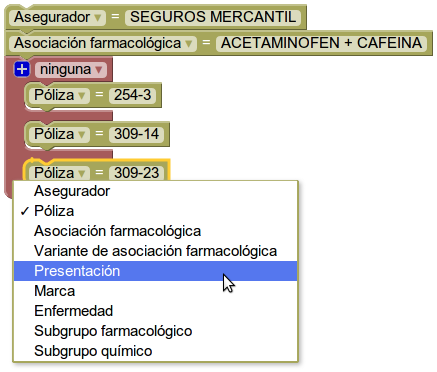 Asegurador ▾ = SEGUROS MERCANTIL
Asociación farmacológica ▾ = ACETAMINOFEN + CAFEINA
+ ninguna ▾
Póliza ▾ = 254-3
Póliza ▾ = 309-14
Póliza ▾ = 309-23
Asegurador
✓ Póliza
Asociación farmacológica
Variante de asociación farmacológica
Presentación
Marca
Enfermedad
Subgrupo farmacológico
Subgrupo químico